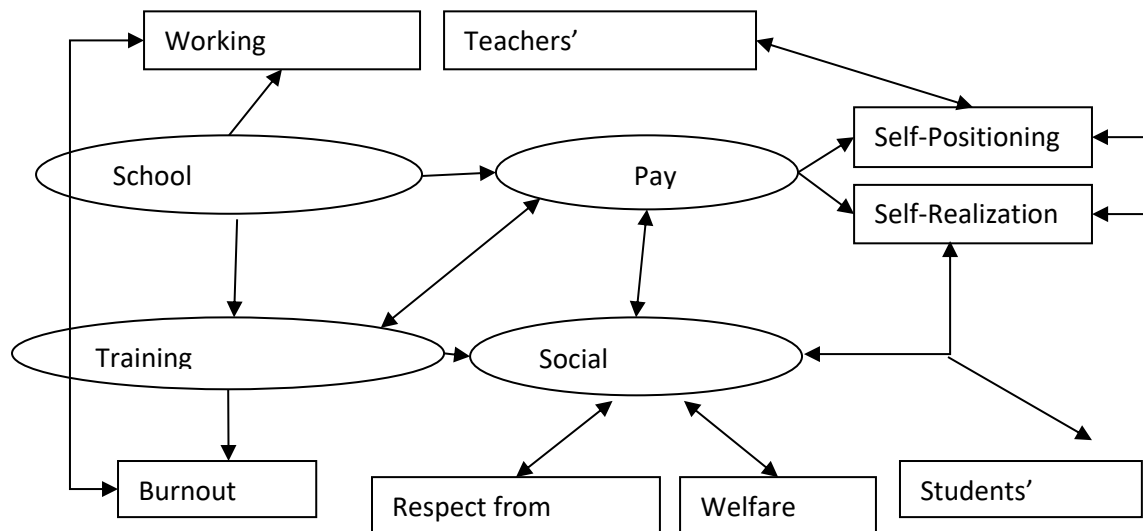 Working
Teachers’
Self-Positioning
School
Pay
Self-Realization
Training
Social
Burnout
Respect from
Welfare
Students’